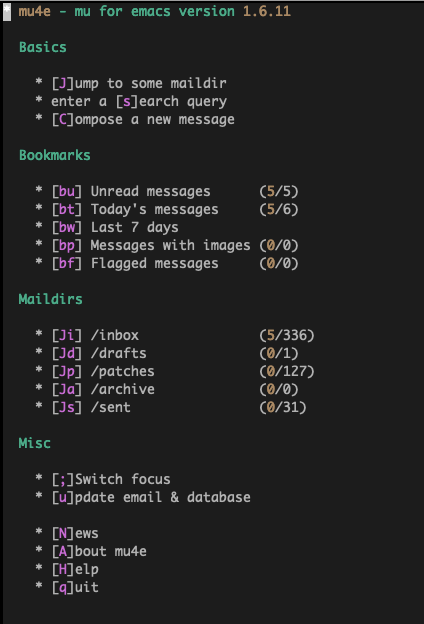 * mu4e - mu for emacs version 1.6.11
Basics
* [J]ump to some maildir
* enter a [s]earch query
* [C]ompose a new message
Bookmarks
* [bu] Unread messages (5/5)
* [bt] Today's messages (5/6)
* [bw] Last 7 days
* [bp] Messages with images (0/0)
* [bf] Flagged messages (0/0)
Maildirs
* [Ji] /inbox (5/336)
* [Jd] /drafts (0/1)
* [Jp] /patches (0/127)
* [Ja] /archive (0/0)
* [Js] /sent (0/31)
Misc
* [;]Switch focus
* [u]pdate email & database
* [N]ews
* [A]bout mu4e
* [H]elp
* [q]uit